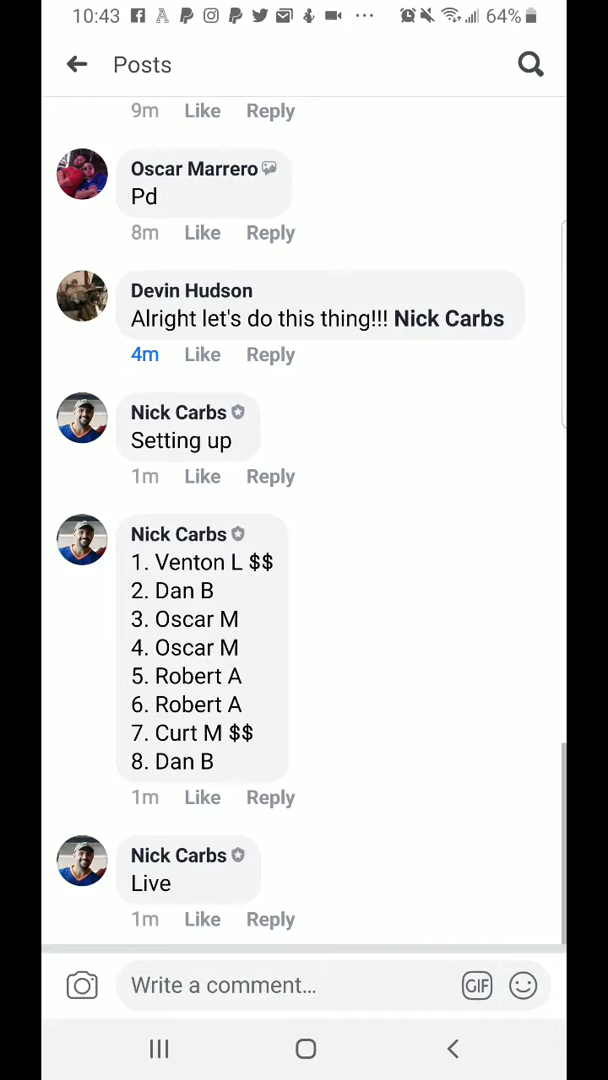 10:43 64%
Posts
9m Like Reply
Oscar Marrero
Pd
8m Like Reply
Devin Hudson
Alright let's do this thing!!! Nick Carbs
4m Like Reply
Nick Carbs
Setting up
1m Like Reply
Nick Carbs
1. Venton L $$
2. Dan B
3. Oscar M
4. Oscar M
5. Robert A
6. Robert A
7. Curt M $$
8. Dan B
1m Like Reply
Nick Carbs
Live
1m Like Reply
Write a comment... GIF